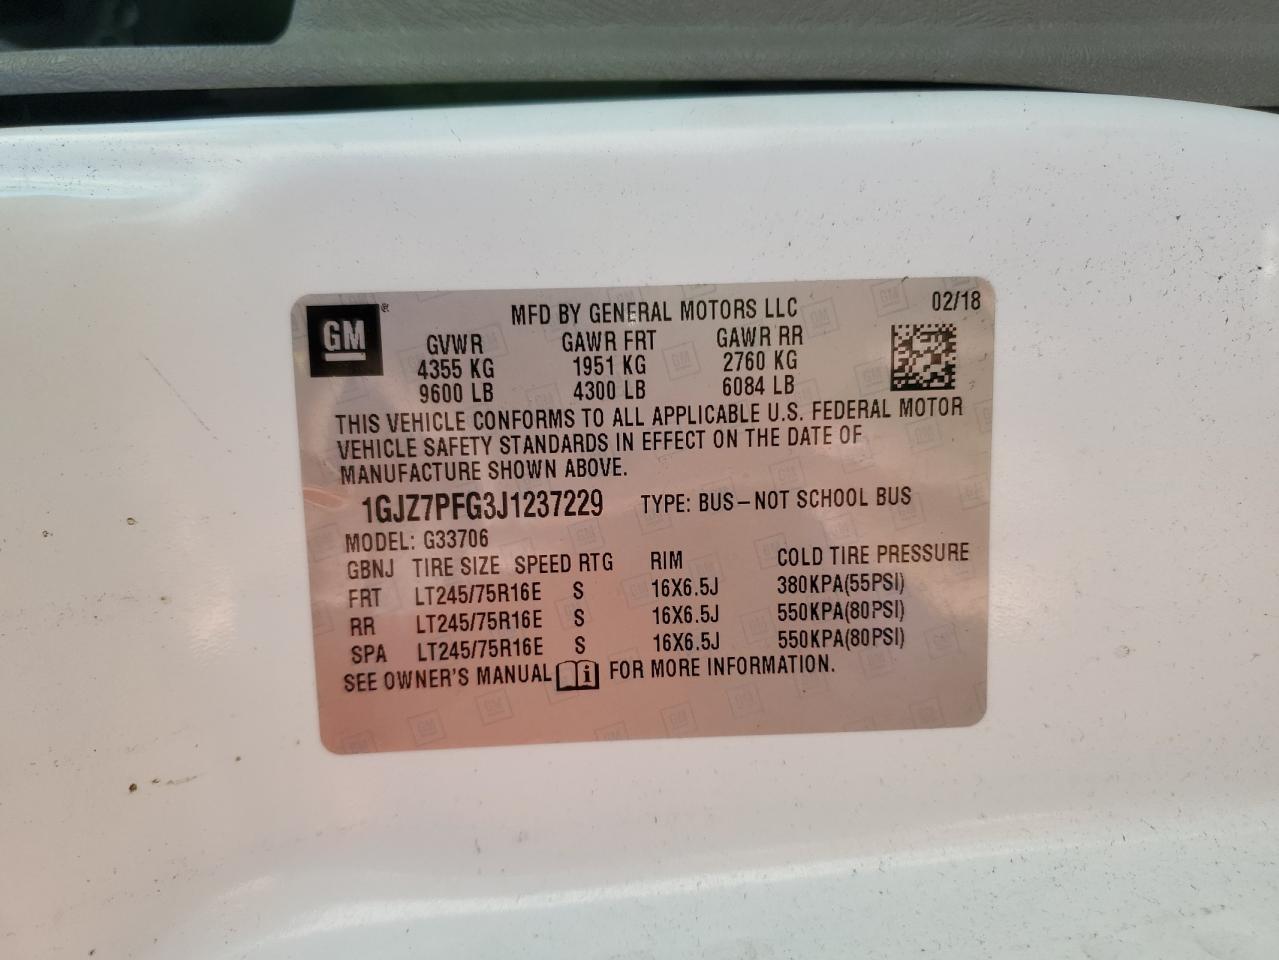 GM ®
MFD BY GENERAL MOTORS LLC 02/18
GVWR GAWR FRT GAWR RR
4355 KG 1951 KG 2760 KG
9600 LB 4300 LB 6084 LB
THIS VEHICLE CONFORMS TO ALL APPLICABLE U.S. FEDERAL MOTOR
VEHICLE SAFETY STANDARDS IN EFFECT ON THE DATE OF
MANUFACTURE SHOWN ABOVE.
1GJZ7PFG3J1237229 TYPE: BUS-NOT SCHOOL BUS
MODEL: G33706
GBNJ TIRE SIZE SPEED RTG RIM COLD TIRE PRESSURE
FRT LT245/75R16E S 16X6.5J 380KPA(55PSI)
RR LT245/75R16E S 16X6.5J 550KPA(80PSI)
SPA LT245/75R16E S 16X6.5J 550KPA(80PSI)
SEE OWNER'S MANUAL i FOR MORE INFORMATION.